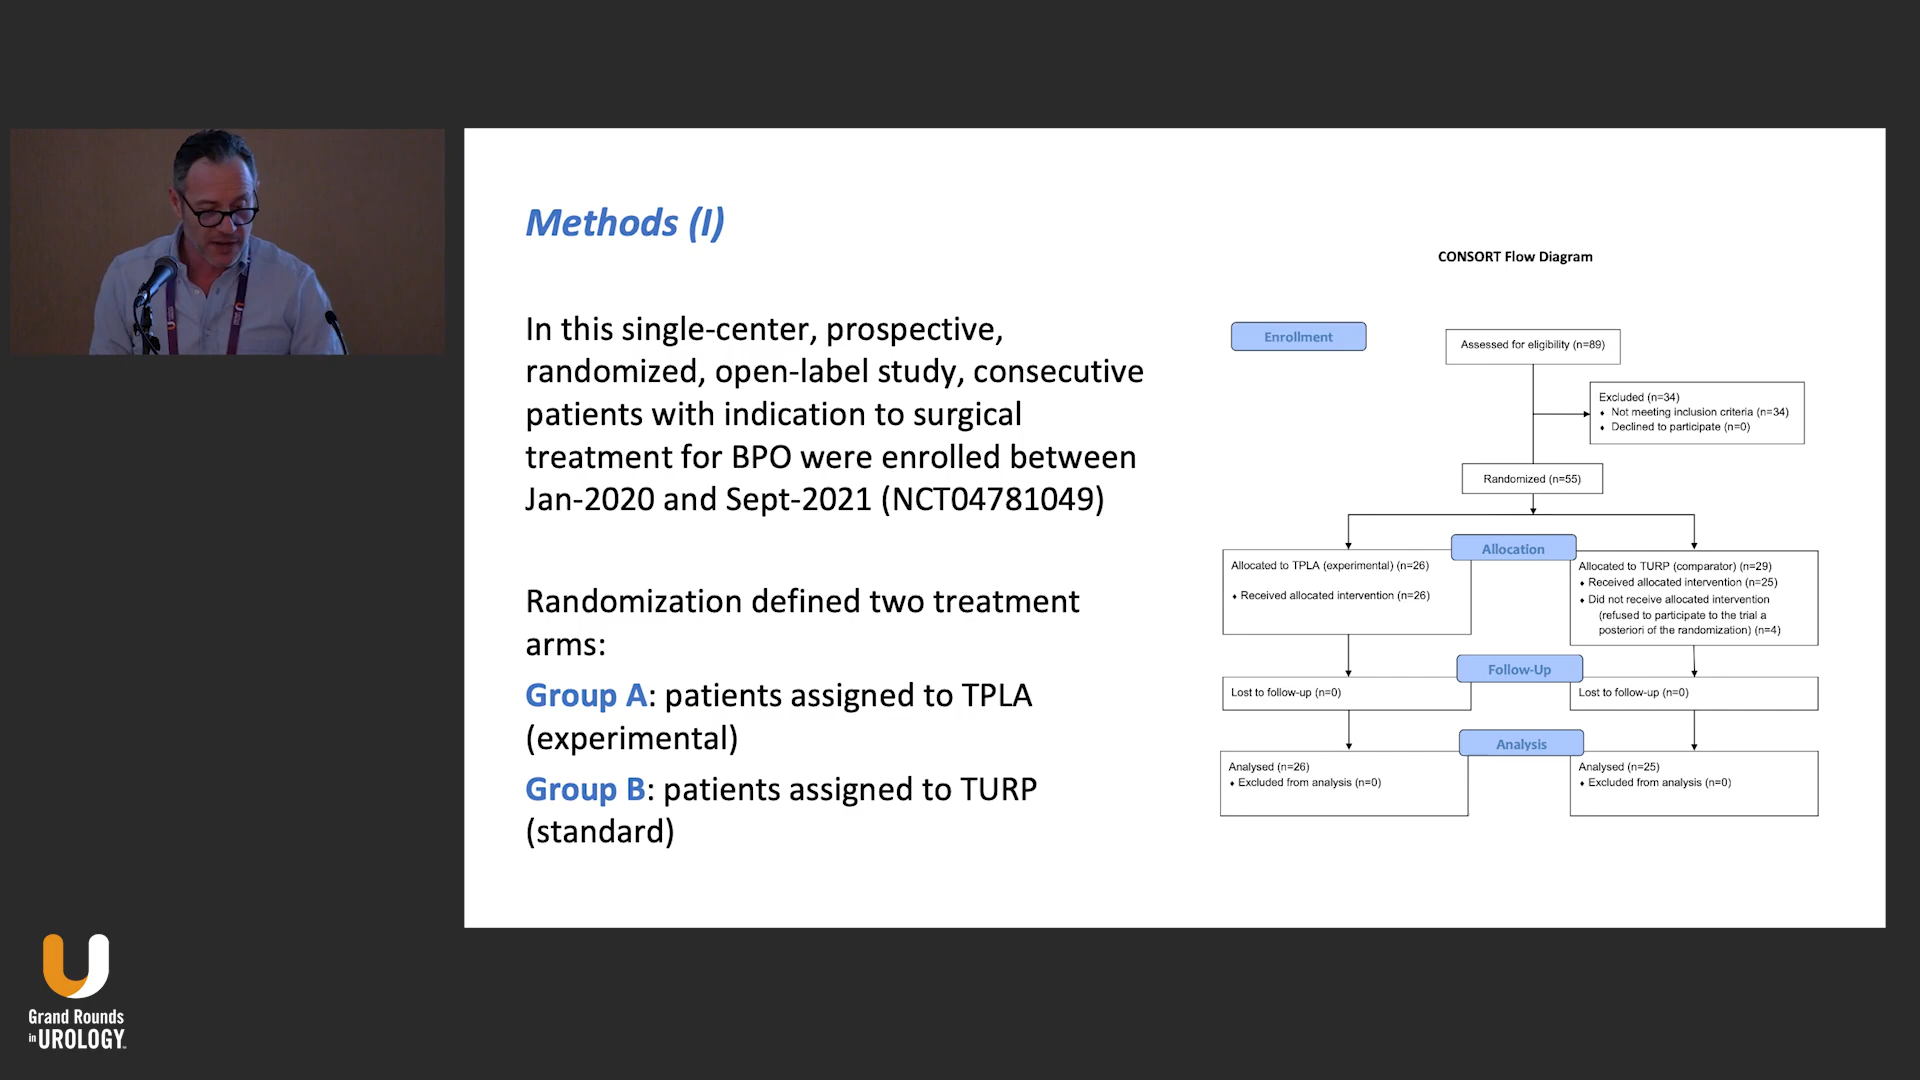 Methods (I)
In this single-center, prospective,
randomized, open-label study, consecutive
patients with indication to surgical
treatment for BPO were enrolled between
Jan-2020 and Sept-2021 (NCT04781049)
Randomization defined two treatment
arms:
Group A: patients assigned to TPLA
(experimental)
Group B: patients assigned to TURP
(standard)
CONSORT Flow Diagram
Enrollment
Assessed for eligibility (n=89)
Excluded (n=34)
⬧ Not meeting inclusion criteria (n=34)
⬧ Declined to participate (n=0)
Randomized (n=55)
Allocation
Allocated to TPLA (experimental) (n=26)
⬧ Received allocated intervention (n=26)
Allocated to TURP (comparator) (n=29)
⬧ Received allocated intervention (n=25)
⬧ Did not receive allocated intervention
(refused to participate to the trial a
posteriori of the randomization) (n=4)
Follow-Up
Lost to follow-up (n=0)
Lost to follow-up (n=0)
Analysis
Analysed (n=26)
⬧ Excluded from analysis (n=0)
Analysed (n=25)
⬧ Excluded from analysis (n=0)
Grand Rounds
in UROLOGY